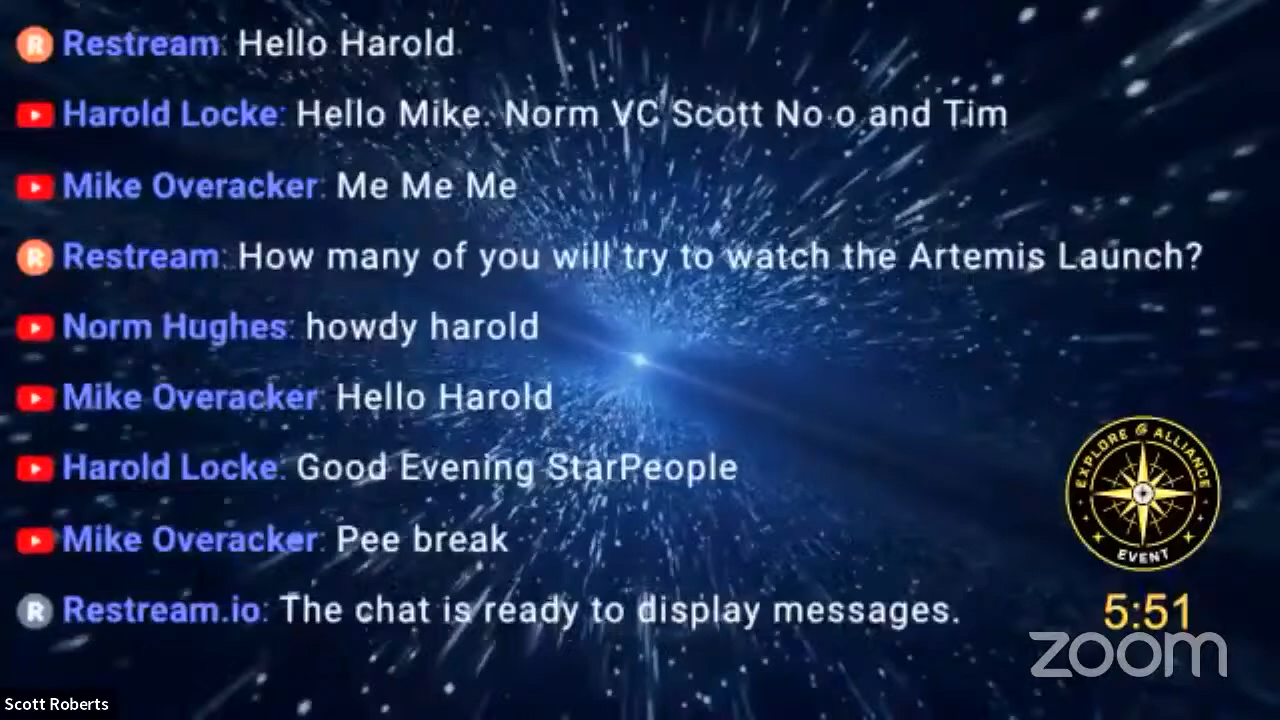 Restream: Hello Harold
Harold Locke: Hello Mike. Norm VC Scott No o and Tim
Mike Overacker: Me Me Me
Restream: How many of you will try to watch the Artemis Launch?
Norm Hughes: howdy harold
Mike Overacker: Hello Harold
Harold Locke: Good Evening StarPeople
Mike Overacker: Pee break
Restream.io: The chat is ready to display messages.
EXPLORE ALLIANCE
EVENT
5:51
zoom
Scott Roberts